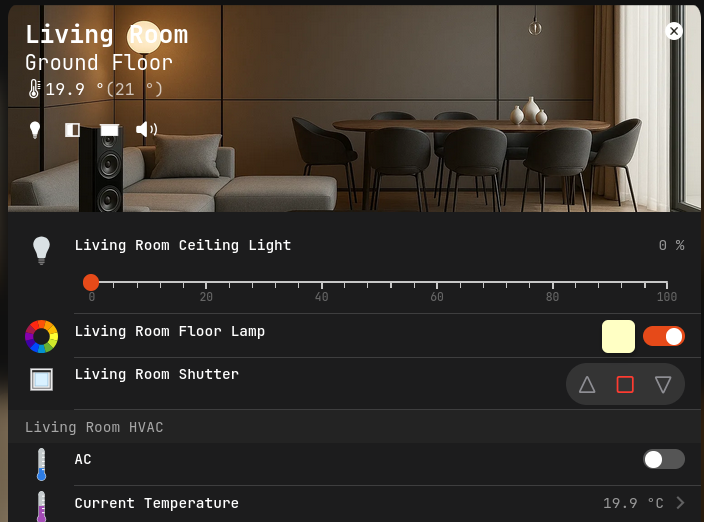 Living Room
Ground Floor
19.9 °(21 °)
Living Room Ceiling Light 0 %
0 20 40 60 80 100
Living Room Floor Lamp
Living Room Shutter
Living Room HVAC
AC
Current Temperature 19.9 °C